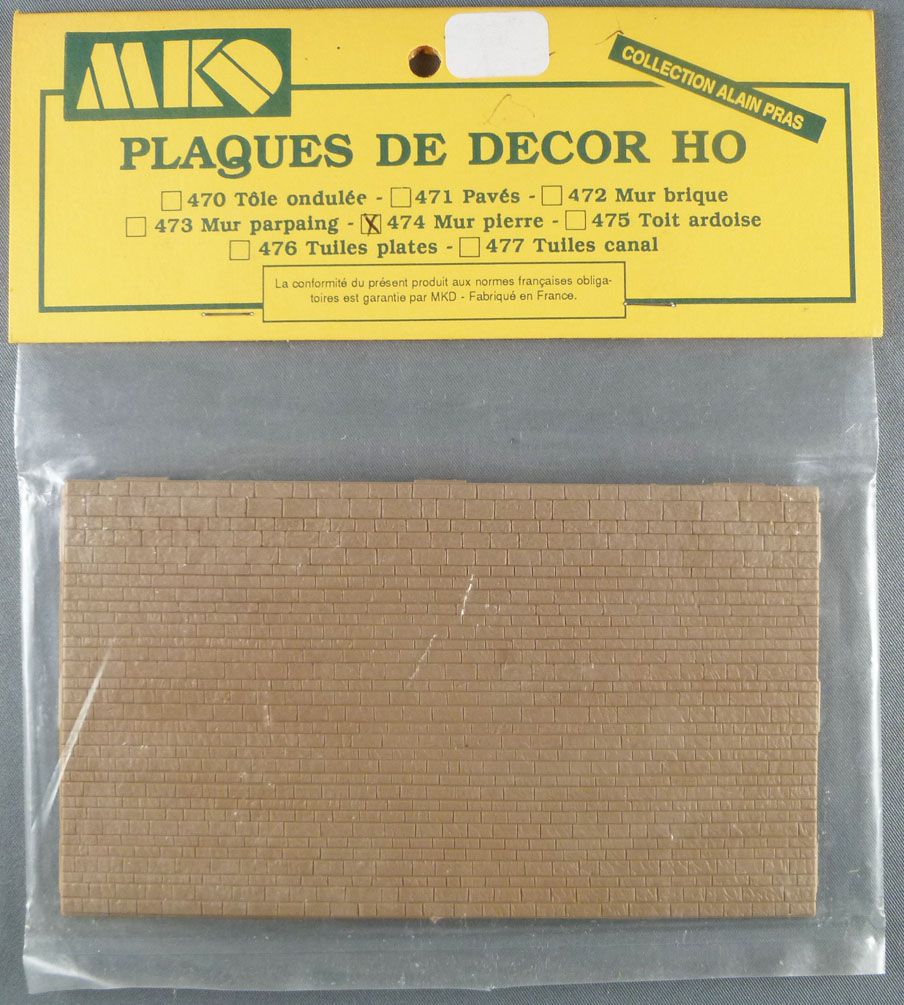 MKD
COLLECTION ALAIN PRAS
PLAQUES DE DECOR HO
470 Tôle ondulée - 471 Pavés - 472 Mur brique
473 Mur parpaing - X 474 Mur pierre - 475 Toit ardoise
476 Tuiles plates - 477 Tuiles canal
La conformité du présent produit aux normes françaises obliga-
toires est garantie par MKD - Fabriqué en France.